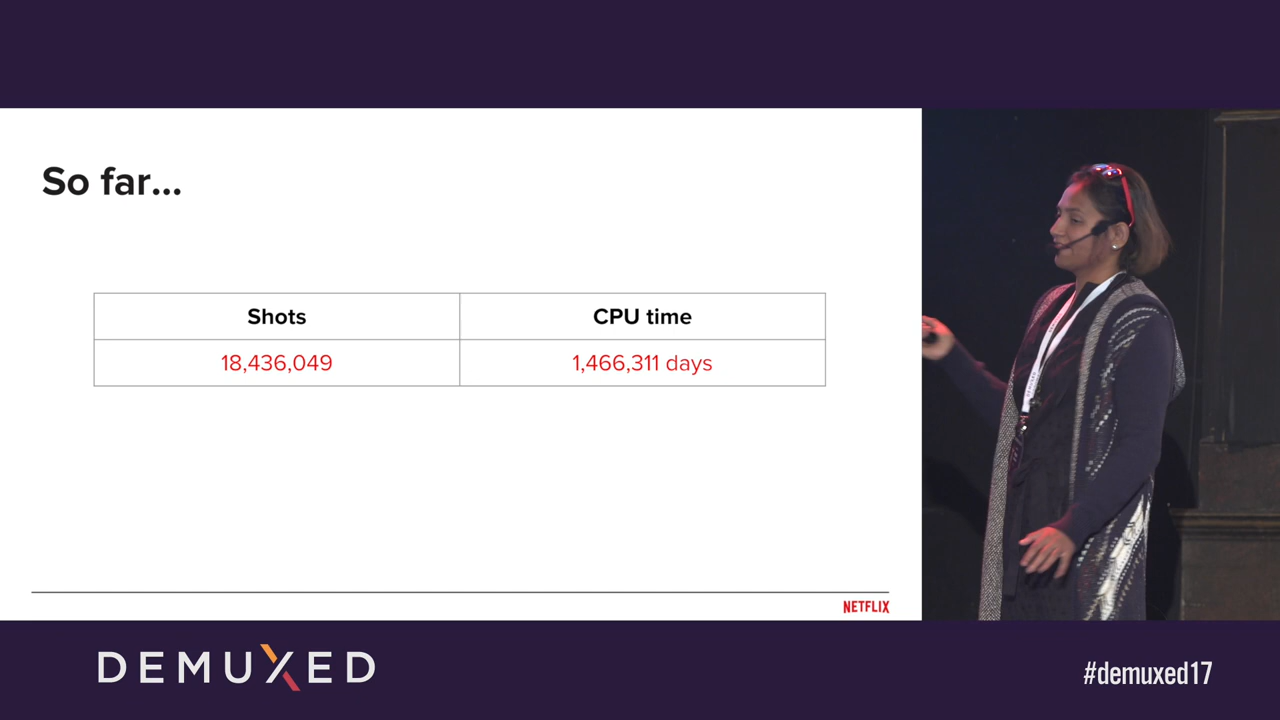 So far...
Shots CPU time
18,436,049 1,466,311 days
NETFLIX
DEMUXED
#demuxed17